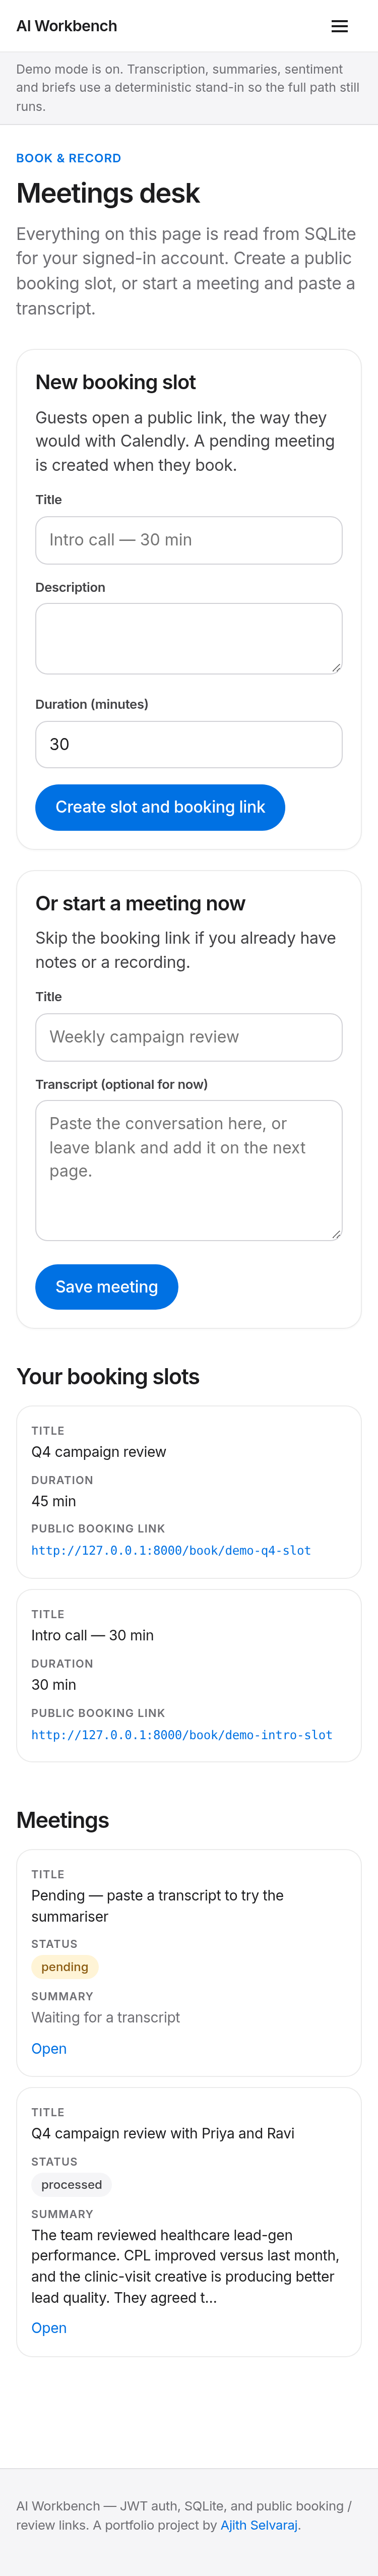 AI Workbench
Demo mode is on. Transcription, summaries, sentiment
and briefs use a deterministic stand-in so the full path still
runs.
BOOK & RECORD
Meetings desk
Everything on this page is read from SQLite
for your signed-in account. Create a public
booking slot, or start a meeting and paste a
transcript.
New booking slot
Guests open a public link, the way they
would with Calendly. A pending meeting
is created when they book.
Title
Intro call — 30 min
Description
Duration (minutes)
30
Create slot and booking link
Or start a meeting now
Skip the booking link if you already have
notes or a recording.
Title
Weekly campaign review
Transcript (optional for now)
Paste the conversation here, or
leave blank and add it on the next
page.
Save meeting
Your booking slots
TITLE
Q4 campaign review
DURATION
45 min
PUBLIC BOOKING LINK
http://127.0.0.1:8000/book/demo-q4-slot
TITLE
Intro call — 30 min
DURATION
30 min
PUBLIC BOOKING LINK
http://127.0.0.1:8000/book/demo-intro-slot
Meetings
TITLE
Pending — paste a transcript to try the
summariser
STATUS
pending
SUMMARY
Waiting for a transcript
Open
TITLE
Q4 campaign review with Priya and Ravi
STATUS
processed
SUMMARY
The team reviewed healthcare lead-gen
performance. CPL improved versus last month,
and the clinic-visit creative is producing better
lead quality. They agreed t...
Open
AI Workbench — JWT auth, SQLite, and public booking /
review links. A portfolio project by Ajith Selvaraj.